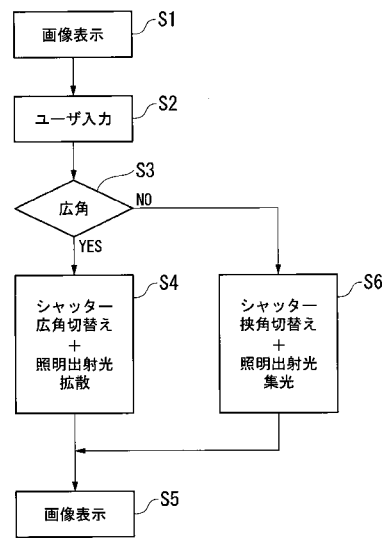 画像表示
S1
ユーザ入力
S2
広角
S3
NO
YES
シャッター
広角切替え
+
照明出射光
拡散
S4
シャッター
挟角切替え
+
照明出射光
集光
S6
画像表示
S5